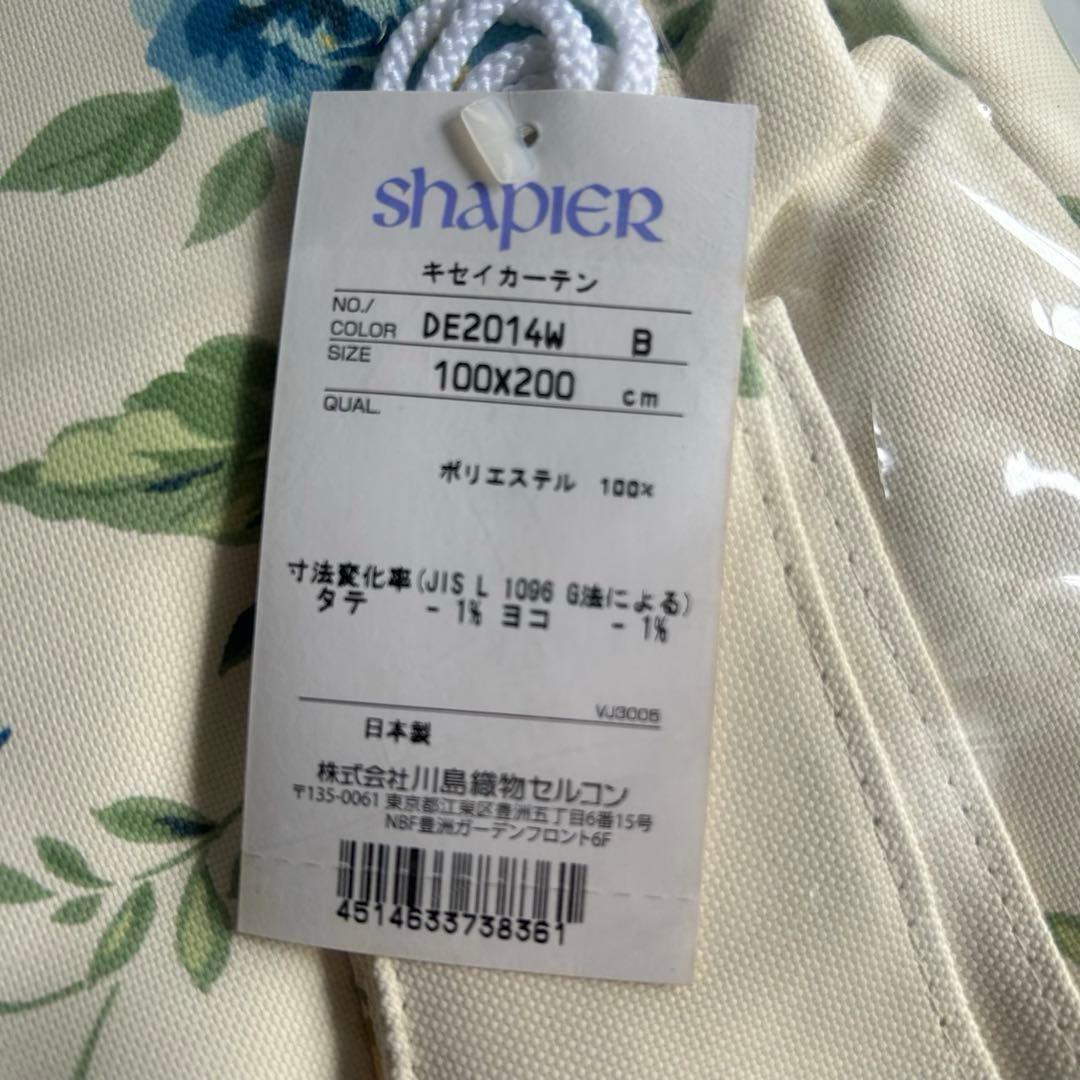 ShapIER
キセイカーテン
NO./
COLOR DE2014W B
SIZE
100X200 cm
QUAL.
ポリエステル 100%
寸法変化率(JIS L 1096 G法による)
タテ - 1% ヨコ - 1%
VJ3005
日本製
株式会社川島織物セルコン
〒135-0061 東京都江東区豊洲五丁目6番15号
NBF豊洲ガーデンフロント6F
4514633738361